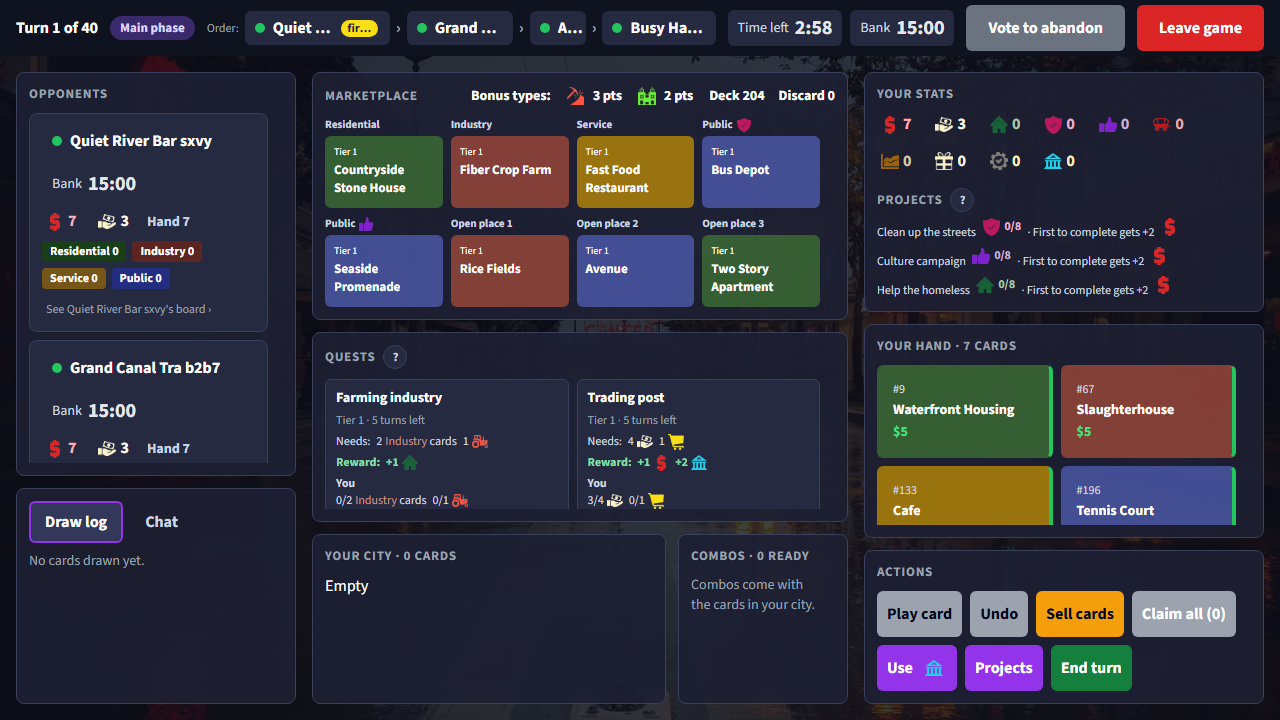 Turn 1 of 40
Main phase
Order:
Quiet ...
fir...
›
Grand ...
›
A...
›
Busy Ha...
Time left 2:58
Bank 15:00
Vote to abandon
Leave game
OPPONENTS
Quiet River Bar sxvy
Bank 15:00
7 3 Hand 7
Residential 0 Industry 0
Service 0 Public 0
See Quiet River Bar sxvy's board ›
Grand Canal Tra b2b7
Bank 15:00
7 3 Hand 7
Draw log Chat
No cards drawn yet.
MARKETPLACE Bonus types: 3 pts 2 pts Deck 204 Discard 0
Residential Industry Service Public
Tier 1
Countryside
Stone House
Tier 1
Fiber Crop Farm
Tier 1
Fast Food
Restaurant
Tier 1
Bus Depot
Public Open place 1 Open place 2 Open place 3
Tier 1
Seaside
Promenade
Tier 1
Rice Fields
Tier 1
Avenue
Tier 1
Two Story
Apartment
QUESTS ?
Farming industry
Tier 1 · 5 turns left
Needs: 2 Industry cards 1
Reward: +1
You
0/2 Industry cards 0/1
Trading post
Tier 1 · 5 turns left
Needs: 4 1
Reward: +1 +2
You
3/4 0/1
YOUR CITY · 0 CARDS
Empty
COMBOS · 0 READY
Combos come with
the cards in your city.
YOUR STATS
7 3 0 0 0 0
0 0 0 0
PROJECTS ?
Clean up the streets 0/8 · First to complete gets +2
Culture campaign 0/8 · First to complete gets +2
Help the homeless 0/8 · First to complete gets +2
YOUR HAND · 7 CARDS
#9
Waterfront Housing
$5
#67
Slaughterhouse
$5
#133
Cafe
#196
Tennis Court
ACTIONS
Play card Undo Sell cards Claim all (0)
Use Projects End turn